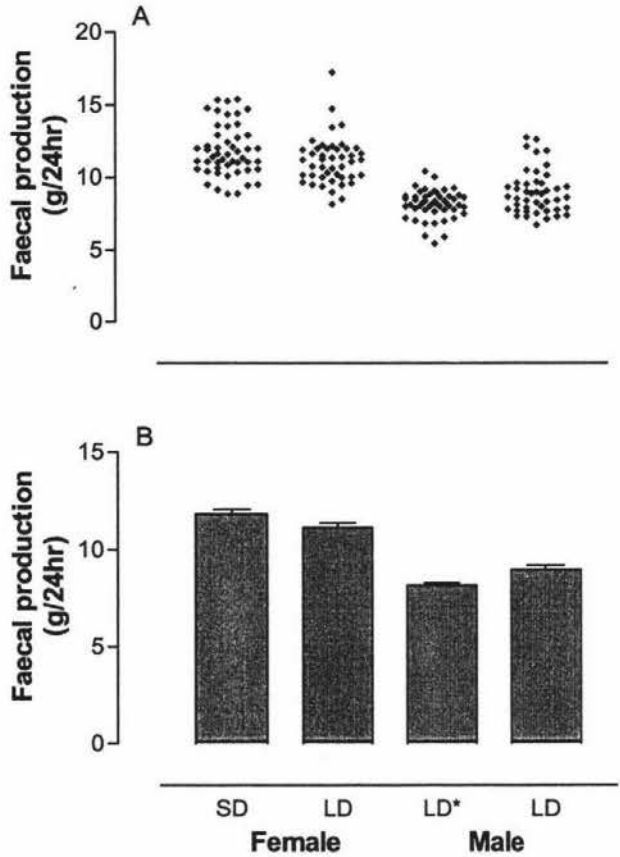 A
Faecal production
(g/24hr)
20
15
10
5
0
B
Faecal production
(g/24hr)
15
10
5
0
SD LD LD* LD
Female Male